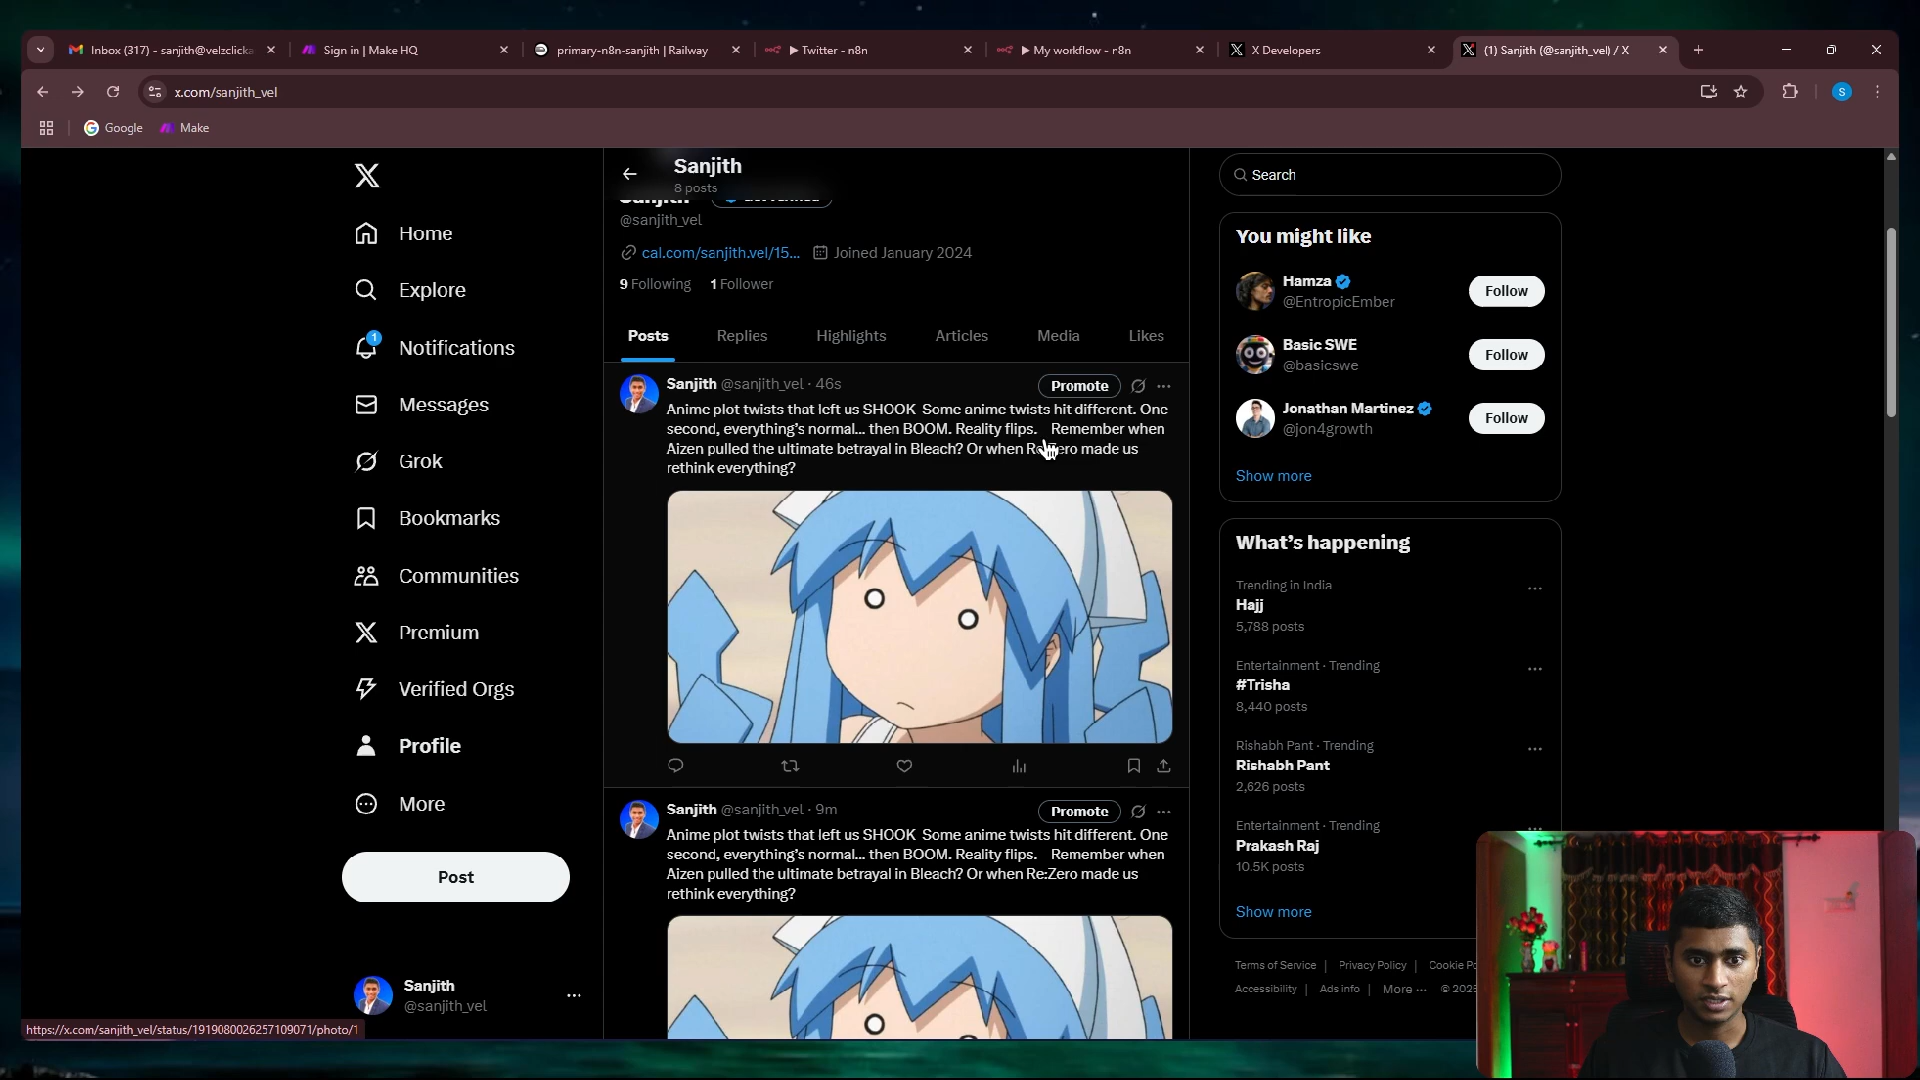 Inbox (317) - sanjith@velzclicka
Sign in | Make HQ
primary-n8n-sanjith | Railway
▶ Twitter - n8n
▶ My workflow - n8n
X Developers
(1) Sanjith (@sanjith_vel) / X
x.com/sanjith_vel
S
Google
Make
Sanjith
8 posts
@sanjith_vel
cal.com/sanjith.vel/15...
Joined January 2024
9 Following
1 Follower
Posts
Replies
Highlights
Articles
Media
Likes
Home
Explore
1
Notifications
Messages
Grok
Bookmarks
Communities
Premium
Verified Orgs
Profile
More
Post
Sanjith
@sanjith_vel
Sanjith @sanjith_vel · 46s
Promote
Anime plot twists that left us SHOOK Some anime twists hit different. One
second, everything's normal... then BOOM. Reality flips. Remember when
Aizen pulled the ultimate betrayal in Bleach? Or when Re:Zero made us
rethink everything?
Sanjith @sanjith_vel · 9m
Promote
Anime plot twists that left us SHOOK Some anime twists hit different. One
second, everything's normal... then BOOM. Reality flips. Remember when
Aizen pulled the ultimate betrayal in Bleach? Or when Re:Zero made us
rethink everything?
Search
You might like
Hamza
@EntropicEmber
Follow
Basic SWE
@basicswe
Follow
Jonathan Martinez
@jon4growth
Follow
Show more
What's happening
Trending in India
Hajj
5,788 posts
Entertainment · Trending
#Trisha
8,440 posts
Rishabh Pant · Trending
Rishabh Pant
2,626 posts
Entertainment · Trending
Prakash Raj
10.5K posts
Show more
Terms of Service | Privacy Policy | Cookie Po
Accessibility | Ads info | More ··· © 202
https://x.com/sanjith_vel/status/1919080026257109071/photo/1